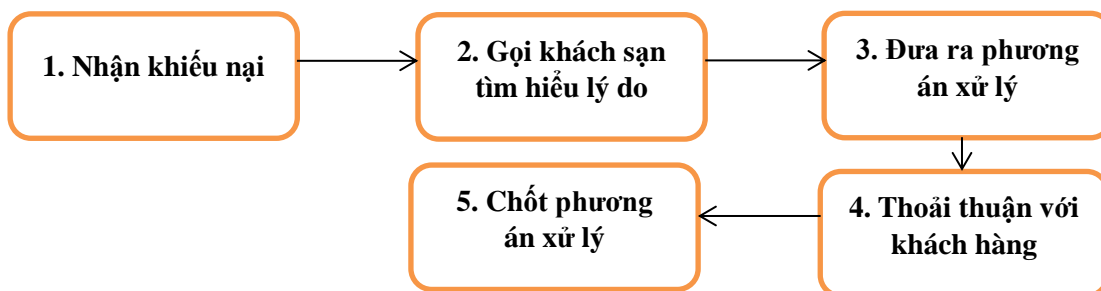 1. Nhận khiếu nại
2. Gọi khách sạn
tìm hiểu lý do
3. Đưa ra phương
án xử lý
4. Thoải thuận với
khách hàng
5. Chốt phương
án xử lý